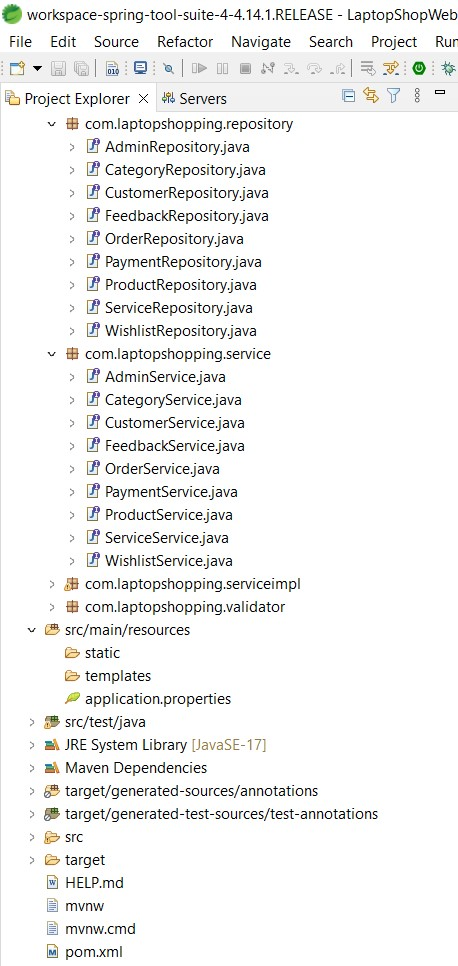 workspace-spring-tool-suite-4-4.14.1.RELEASE - LaptopShopWeb
File Edit Source Refactor Navigate Search Project Run
010
Project Explorer Servers
com.laptopshopping.repository
AdminRepository.java
CategoryRepository.java
CustomerRepository.java
FeedbackRepository.java
OrderRepository.java
PaymentRepository.java
ProductRepository.java
ServiceRepository.java
WishlistRepository.java
com.laptopshopping.service
AdminService.java
CategoryService.java
CustomerService.java
FeedbackService.java
OrderService.java
PaymentService.java
ProductService.java
ServiceService.java
WishlistService.java
com.laptopshopping.serviceimpl
com.laptopshopping.validator
src/main/resources
static
templates
application.properties
src/test/java
JRE System Library [JavaSE-17]
Maven Dependencies
target/generated-sources/annotations
target/generated-test-sources/test-annotations
src
target
HELP.md
mvnw
mvnw.cmd
pom.xml